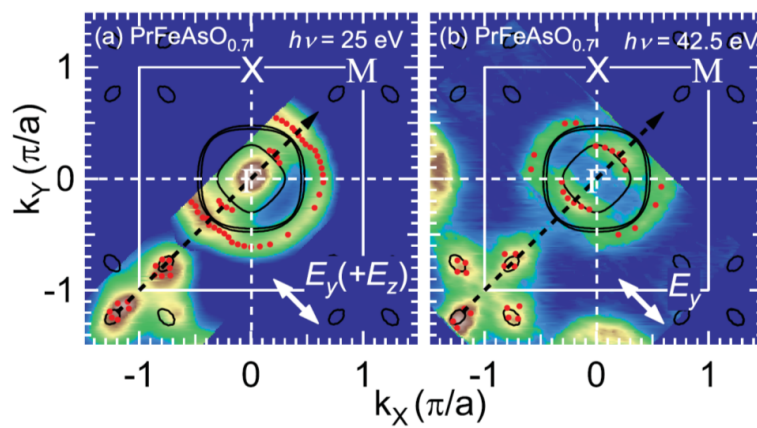 (a) PrFeAsO0.7 hν = 25 eV
(b) PrFeAsO0.7 hν = 42.5 eV
X M
X M
Γ
Γ
Ey(+Ez)
Ey
kY(π/a)
1
0
-1
-1 0 1
-1 0 1
kX(π/a)